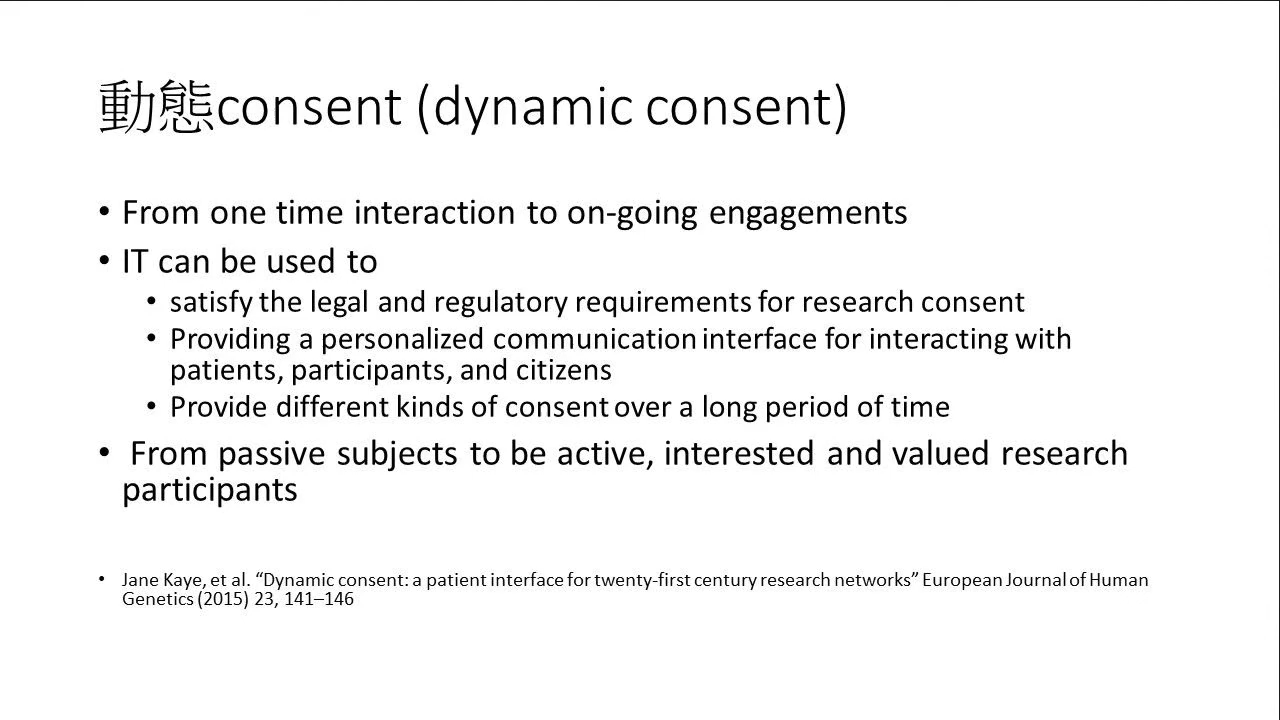 動態consent (dynamic consent)
• From one time interaction to on-going engagements
• IT can be used to
• satisfy the legal and regulatory requirements for research consent
• Providing a personalized communication interface for interacting with
patients, participants, and citizens
• Provide different kinds of consent over a long period of time
• From passive subjects to be active, interested and valued research
participants
• Jane Kaye, et al. “Dynamic consent: a patient interface for twenty-first century research networks” European Journal of Human
Genetics (2015) 23, 141–146